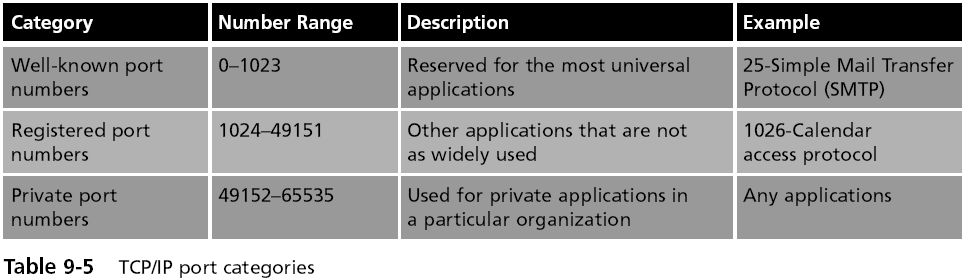 Category Number Range Description Example
Well-known port 0–1023 Reserved for the most universal 25-Simple Mail Transfer
numbers applications Protocol (SMTP)
Registered port 1024–49151 Other applications that are not 1026-Calendar
numbers as widely used access protocol
Private port 49152–65535 Used for private applications in Any applications
numbers a particular organization
Table 9-5 TCP/IP port categories